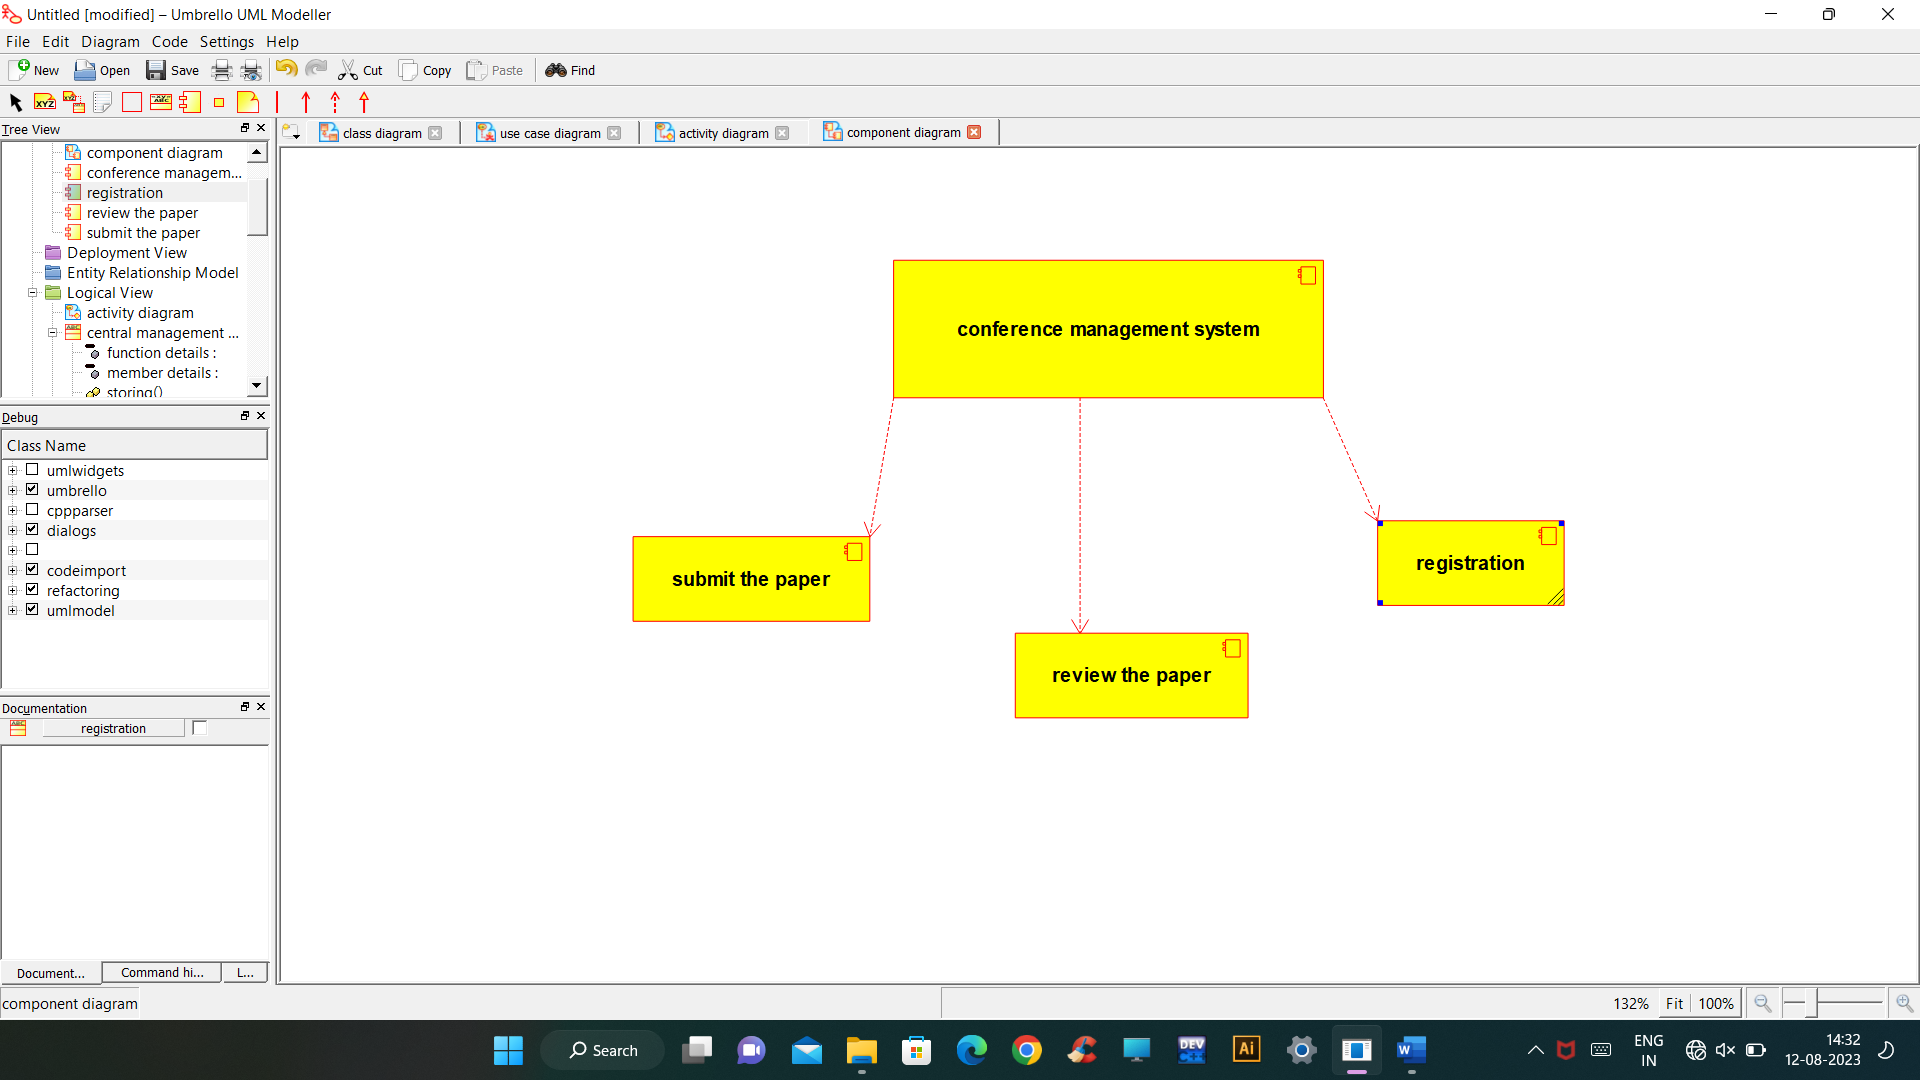 Untitled [modified] – Umbrello UML Modeller
File Edit Diagram Code Settings Help
New Open Save Cut Copy Paste Find
Tree View
component diagram
conference managem...
registration
review the paper
submit the paper
Deployment View
Entity Relationship Model
Logical View
activity diagram
central management ...
function details :
member details :
storing()
Debug
Class Name
umlwidgets
umbrello
cppparser
dialogs
codeimport
refactoring
umlmodel
Documentation
registration
Document... Command hi... L...
class diagram use case diagram activity diagram component diagram
conference management system
submit the paper
review the paper
registration
component diagram
132% Fit 100%
Search
DEV
C++
Ai
W
ENG
IN
14:32
12-08-2023